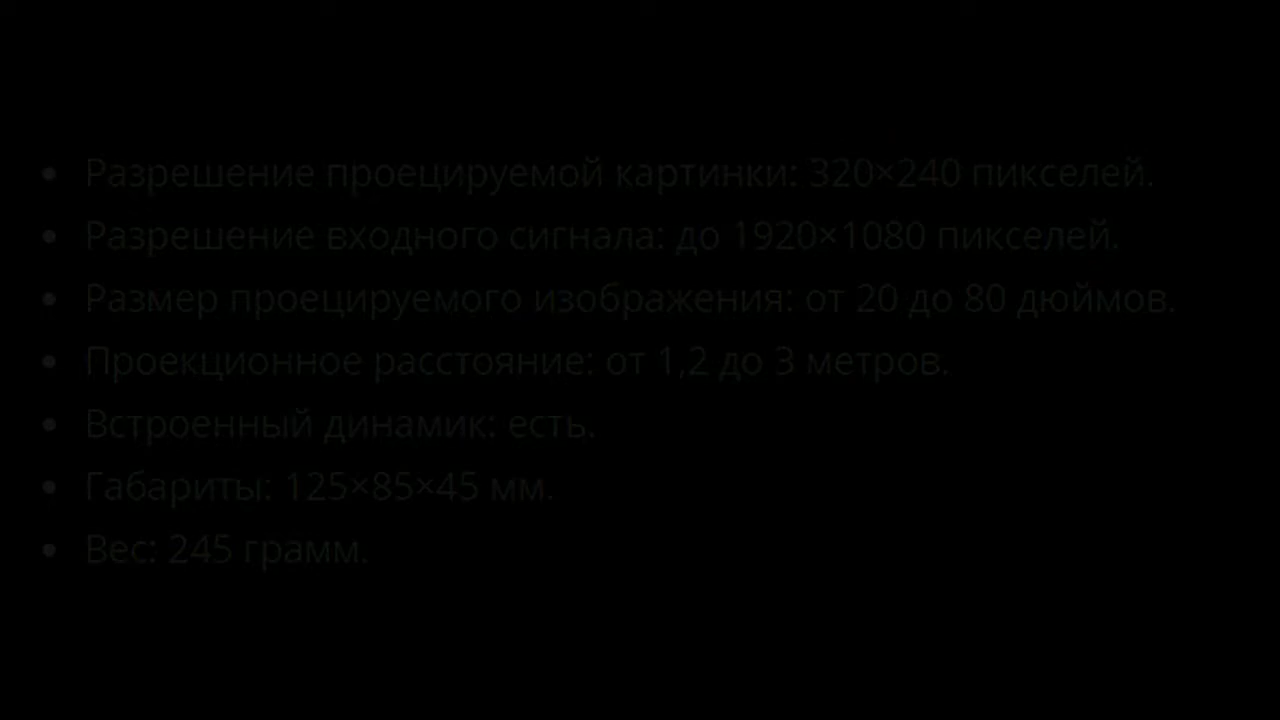 • Разрешение проецируемой картинки: 320×240 пикселей.
• Разрешение входного сигнала: до 1920×1080 пикселей.
• Размер проецируемого изображения: от 20 до 80 дюймов.
• Проекционное расстояние: от 1,2 до 3 метров.
• Встроенный динамик: есть.
• Габариты: 125×85×45 мм.
• Вес: 245 грамм.